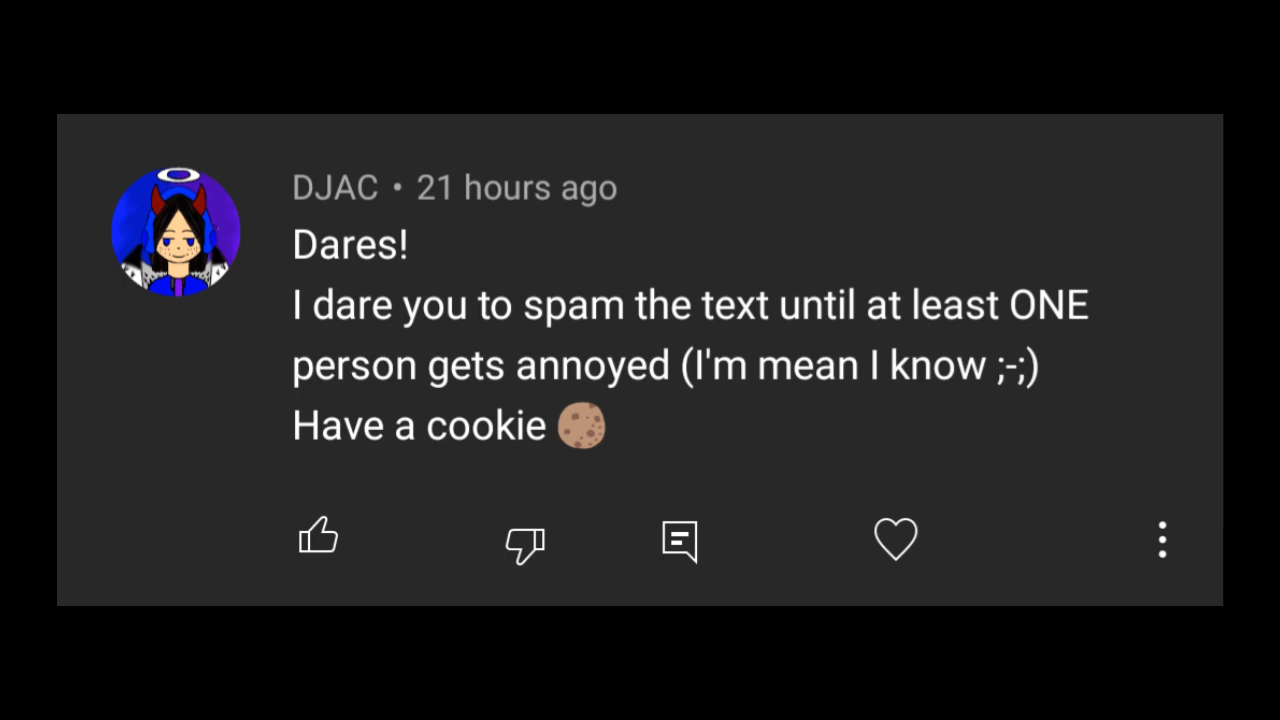 DJAC • 21 hours ago
Dares!
I dare you to spam the text until at least ONE
person gets annoyed (I'm mean I know ;-;)
Have a cookie 🍪